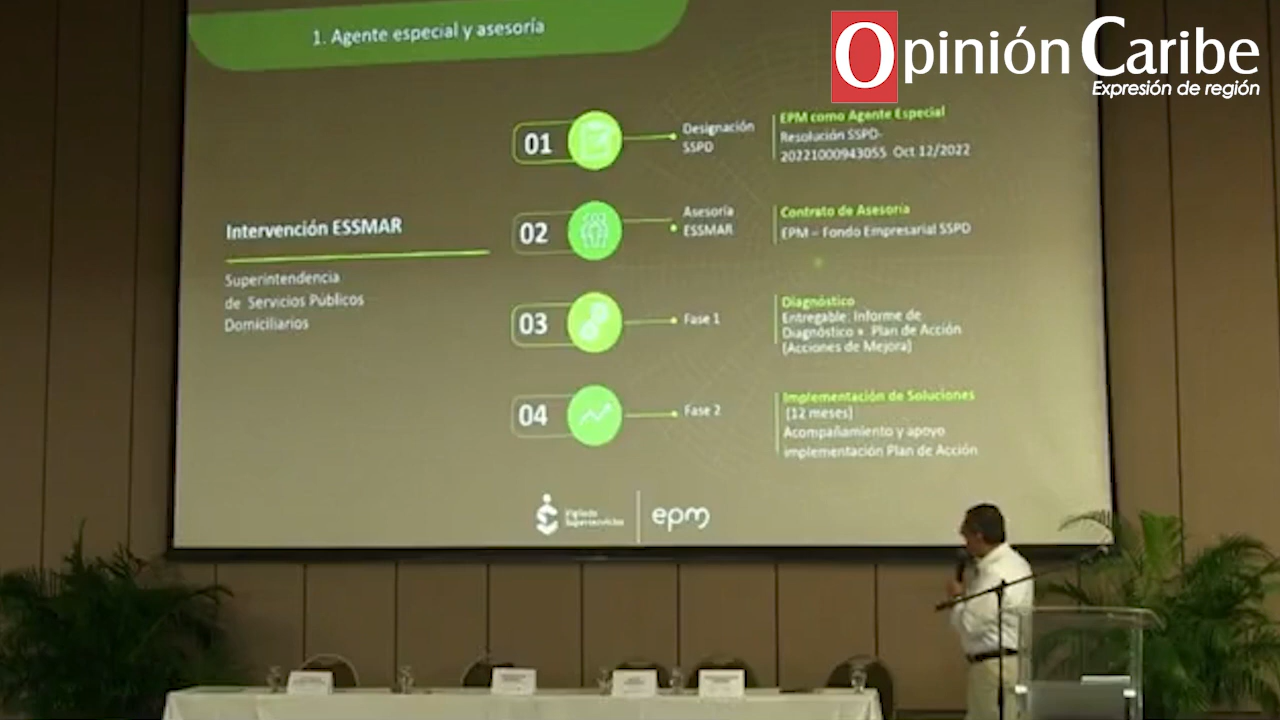 1. Agente especial y asesoría
Opinión Caribe
Expresión de región
Intervención ESSMAR
Superintendencia
de Servicios Públicos
Domiciliarios
01
Designación
SSPD
EPM como Agente Especial
Resolución SSPD-
20221000943055 Oct 12/2022
02
Asesoría
ESSMAR
Contrato de Asesoría
EPM – Fondo Empresarial SSPD
03
Fase 1
Diagnóstico
Entregable: Informe de
Diagnóstico + Plan de Acción
(Acciones de Mejora)
04
Fase 2
Implementación de Soluciones
(12 meses)
Acompañamiento y apoyo
implementación Plan de Acción
Vigilado
Superservicios
epm